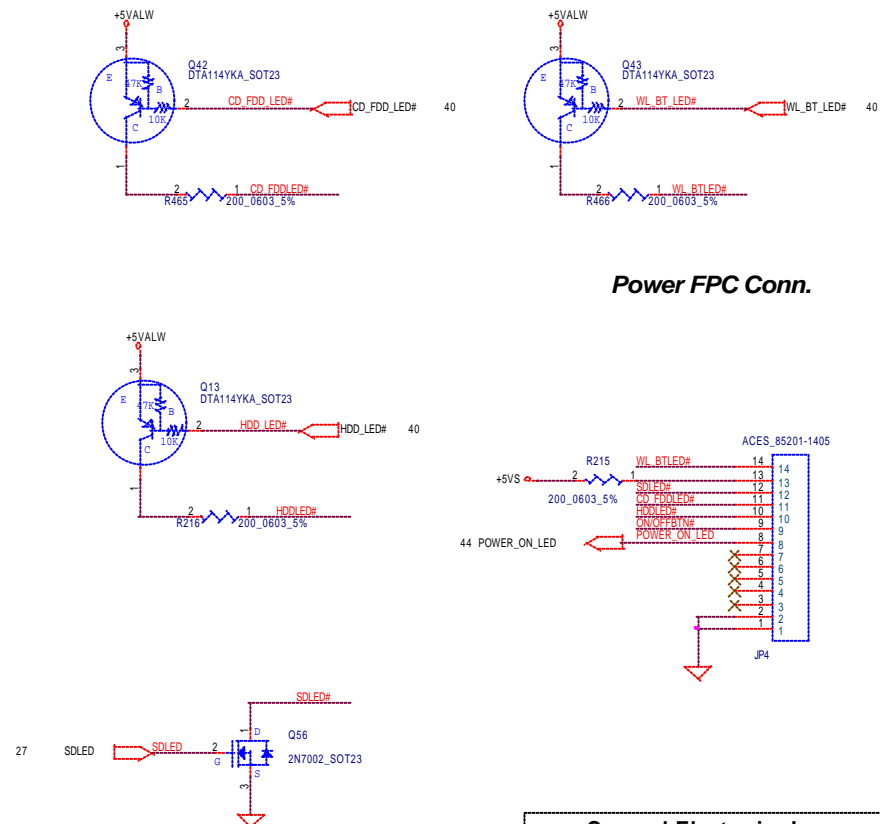 +5VALW
3
Q42
DTA114YKA_SOT23
E
47K
B
2
CD_FDD_LED#
CD_FDD_LED#
40
10K
C
1
2
1
CD_FDDLED#
R465
200_0603_5%
+5VALW
3
Q43
DTA114YKA_SOT23
E
47K
B
2
WL_BT_LED#
WL_BT_LED#
40
10K
C
1
2
1
WL_BTLED#
R466
200_0603_5%
Power FPC Conn.
+5VALW
3
Q13
DTA114YKA_SOT23
E
47K
B
2
HDD_LED#
HDD_LED#
40
10K
C
1
2
1
HDDLED#
R216
200_0603_5%
ACES_85201-1405
R215
+5VS
2
1
200_0603_5%
WL_BTLED# 14 14
13 13
SDLED# 12 12
CD_FDDLED# 11 11
HDDLED# 10 10
ON/OFFBTN# 9 9
44 POWER_ON_LED
POWER_ON_LED 8 8
7 7
6 6
5 5
4 4
3 3
2 2
1 1
JP4
SDLED#
1
D
Q56
27 SDLED
SDLED
2
G
2N7002_SOT23
S
3